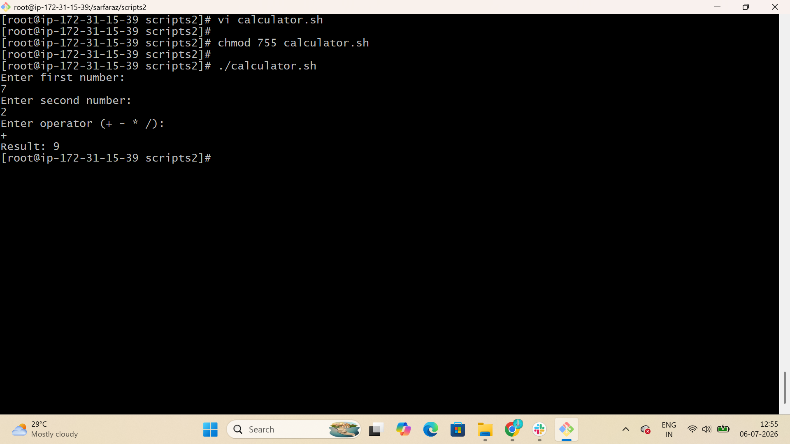 root@ip-172-31-15-39:/sarfaraz/scripts2
[root@ip-172-31-15-39 scripts2]# vi calculator.sh
[root@ip-172-31-15-39 scripts2]#
[root@ip-172-31-15-39 scripts2]# chmod 755 calculator.sh
[root@ip-172-31-15-39 scripts2]#
[root@ip-172-31-15-39 scripts2]# ./calculator.sh
Enter first number:
7
Enter second number:
2
Enter operator (+ - * /):
+
Result: 9
[root@ip-172-31-15-39 scripts2]#
29°C
Mostly cloudy
Search
ENG
IN
12:55
06-07-2026